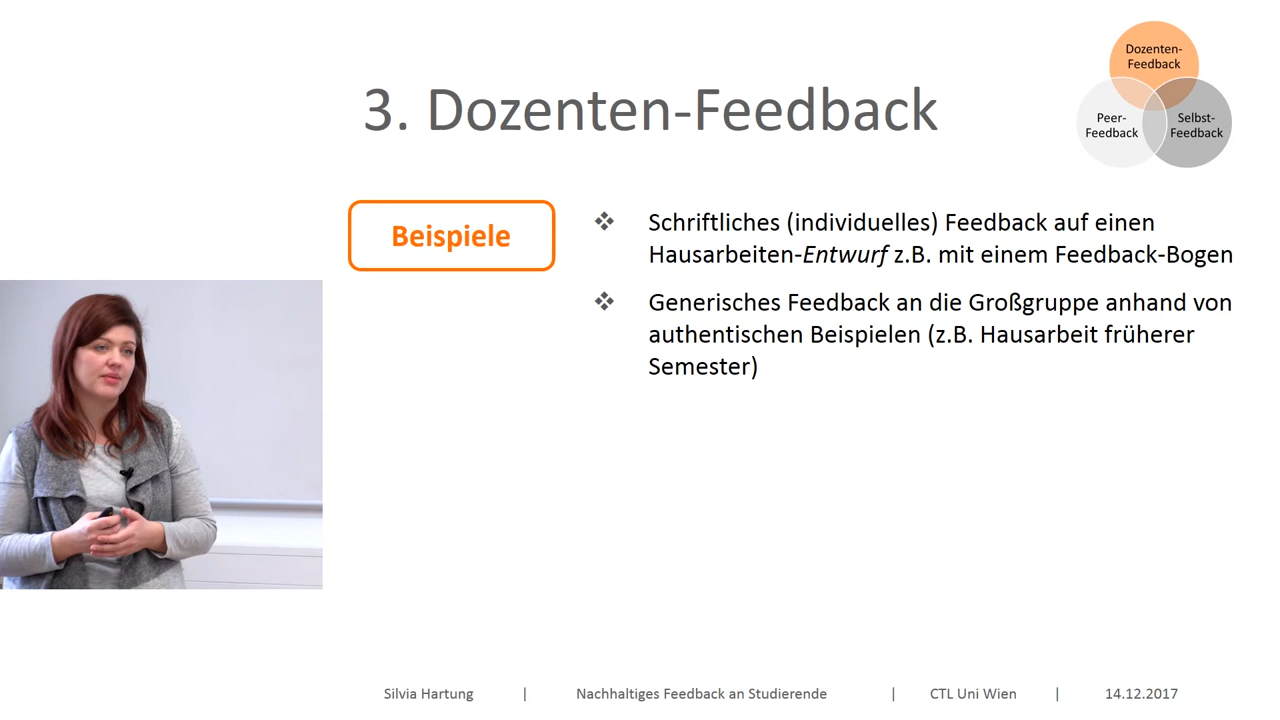 3. Dozenten-Feedback
Dozenten-
Feedback
Peer-
Feedback
Selbst-
Feedback
Beispiele
❖ Schriftliches (individuelles) Feedback auf einen
Hausarbeiten-Entwurf z.B. mit einem Feedback-Bogen
❖ Generisches Feedback an die Großgruppe anhand von
authentischen Beispielen (z.B. Hausarbeit früherer
Semester)
Silvia Hartung | Nachhaltiges Feedback an Studierende | CTL Uni Wien | 14.12.2017